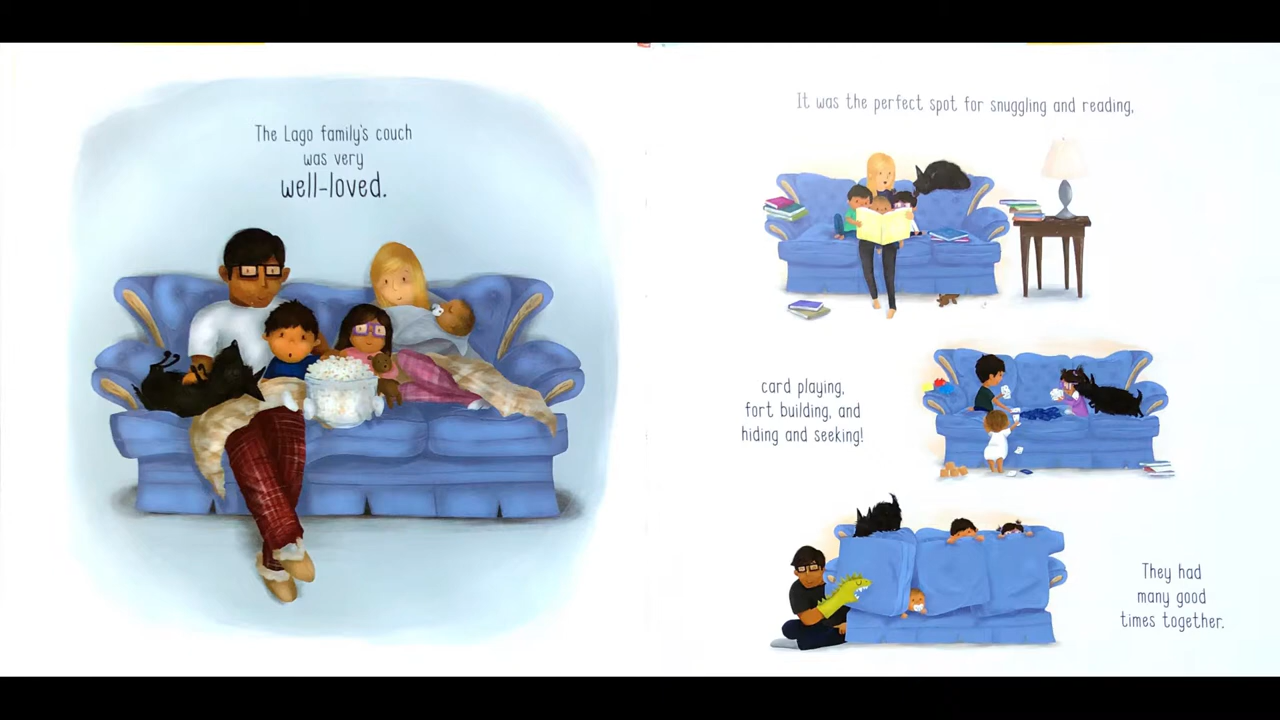 The Lago family's couch
was very
well-loved.
It was the perfect spot for snuggling and reading,
card playing,
fort building, and
hiding and seeking!
They had
many good
times together.